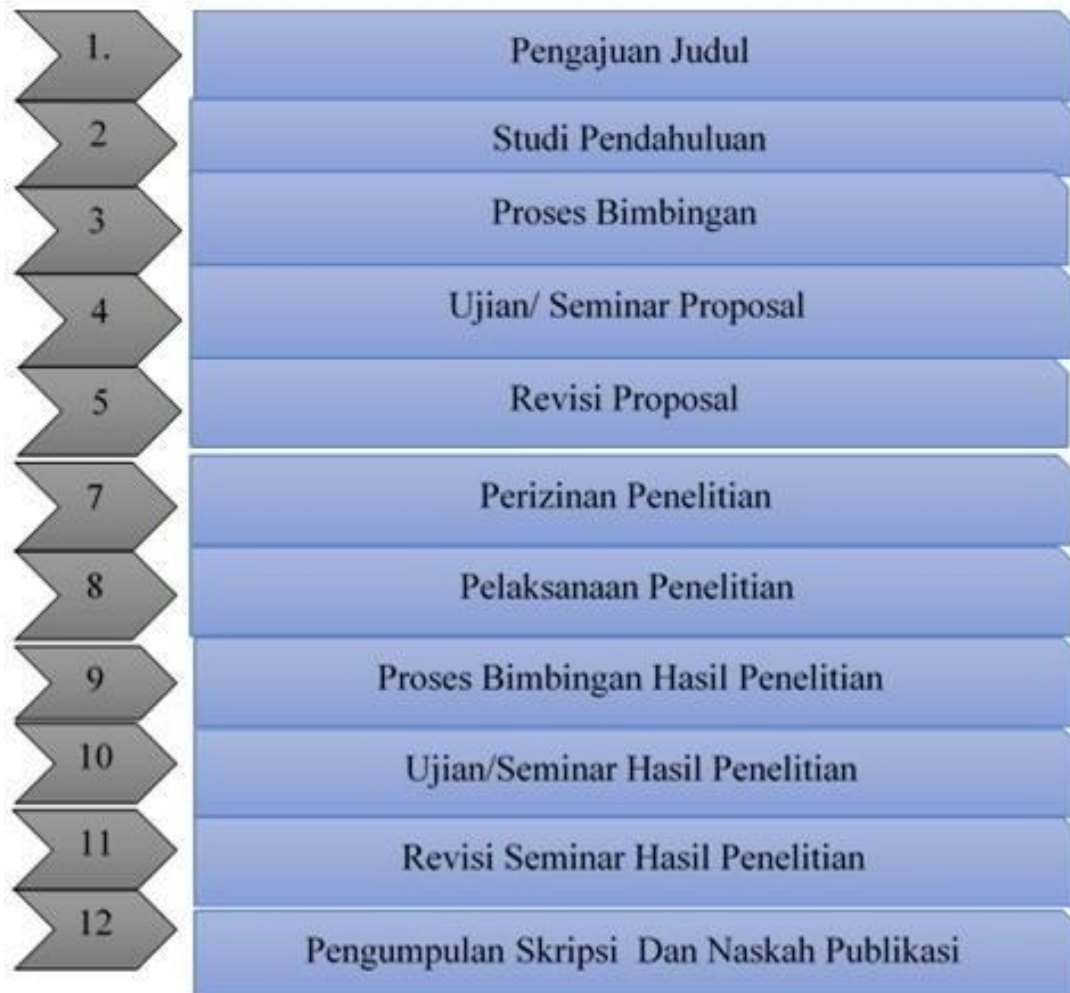 1. Pengajuan Judul
2 Studi Pendahuluan
3 Proses Bimbingan
4 Ujian/ Seminar Proposal
5 Revisi Proposal
7 Perizinan Penelitian
8 Pelaksanaan Penelitian
9 Proses Bimbingan Hasil Penelitian
10 Ujian/Seminar Hasil Penelitian
11 Revisi Seminar Hasil Penelitian
12 Pengumpulan Skripsi Dan Naskah Publikasi